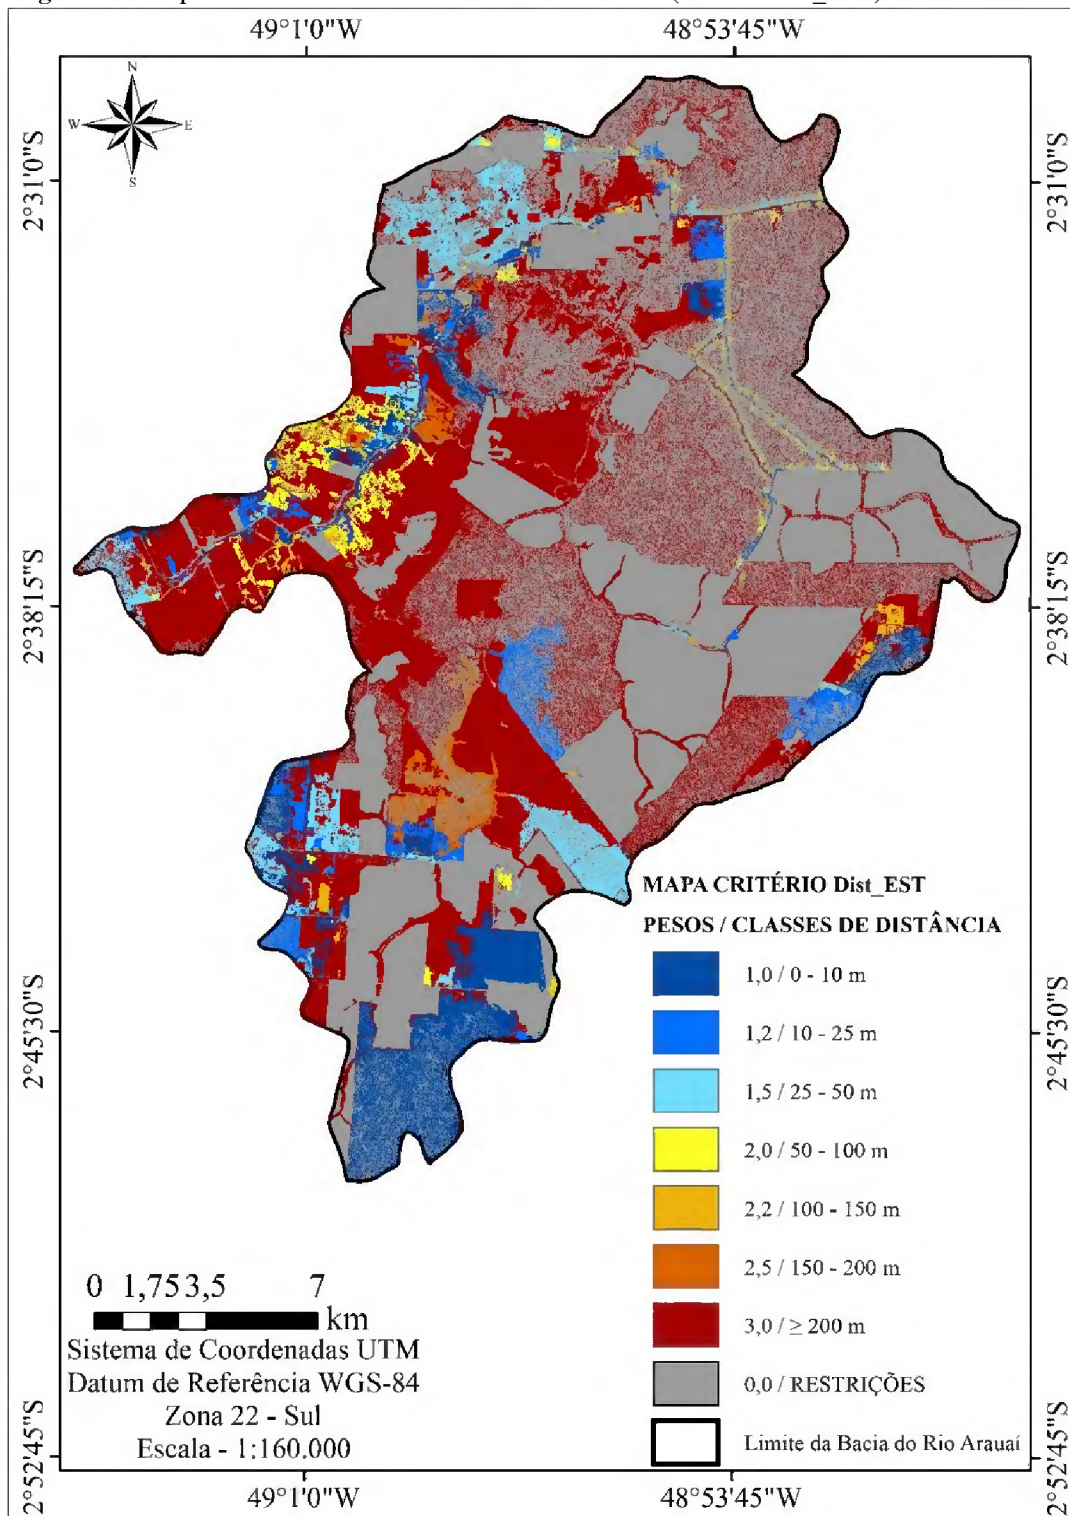 49°1'0"W
48°53'45"W
N
W
E
S
2°31'0"S
2°31'0"S
2°38'15"S
2°38'15"S
2°45'30"S
2°45'30"S
2°52'45"S
2°52'45"S
MAPA CRITÉRIO Dist_EST
PESOS / CLASSES DE DISTÂNCIA
1,0 / 0 - 10 m
1,2 / 10 - 25 m
1,5 / 25 - 50 m
2,0 / 50 - 100 m
2,2 / 100 - 150 m
2,5 / 150 - 200 m
3,0 / ≥ 200 m
0,0 / RESTRIÇÕES
Limite da Bacia do Rio Arauaí
0 1,75 3,5 7
km
Sistema de Coordenadas UTM
Datum de Referência WGS-84
Zona 22 - Sul
Escala - 1:160.000
49°1'0"W
48°53'45"W